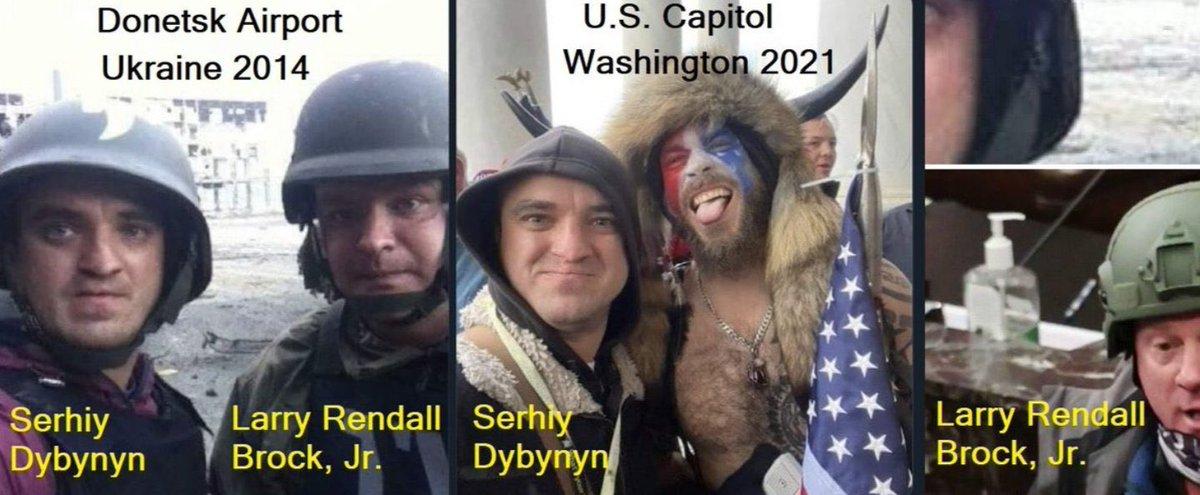 Donetsk Airport
Ukraine 2014
Serhiy
Dybynyn
Larry Rendall
Brock, Jr.
U.S. Capitol
Washington 2021
Serhiy
Dybynyn
Larry Rendall
Brock, Jr.